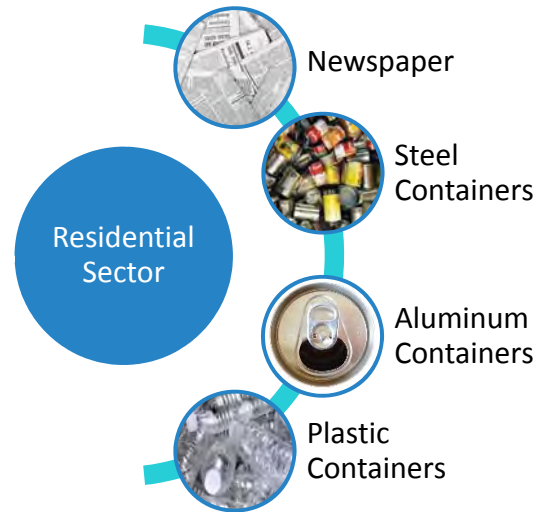 Newspaper
Steel
Containers
Residential
Sector
Aluminum
Containers
Plastic
Containers